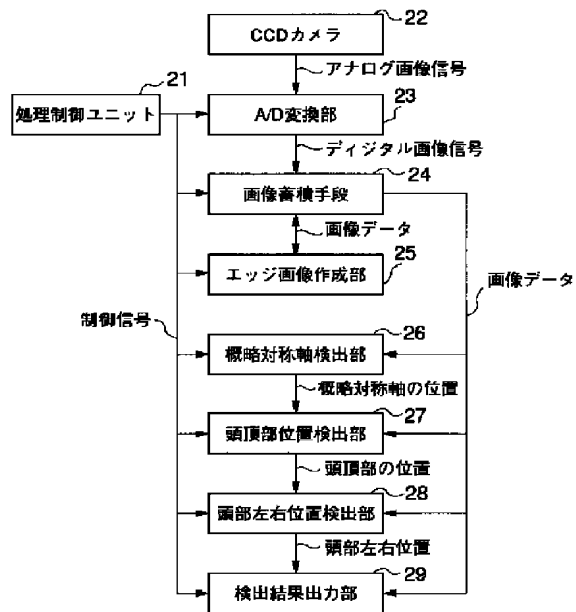 22
CCDカメラ
アナログ画像信号
21
処理制御ユニット
A/D変換部
23
ディジタル画像信号
24
画像蓄積手段
画像データ
25
エッジ画像作成部
画像データ
制御信号
26
概略対称軸検出部
概略対称軸の位置
27
頭頂部位置検出部
頭頂部の位置
28
頭部左右位置検出部
頭部左右位置
29
検出結果出力部